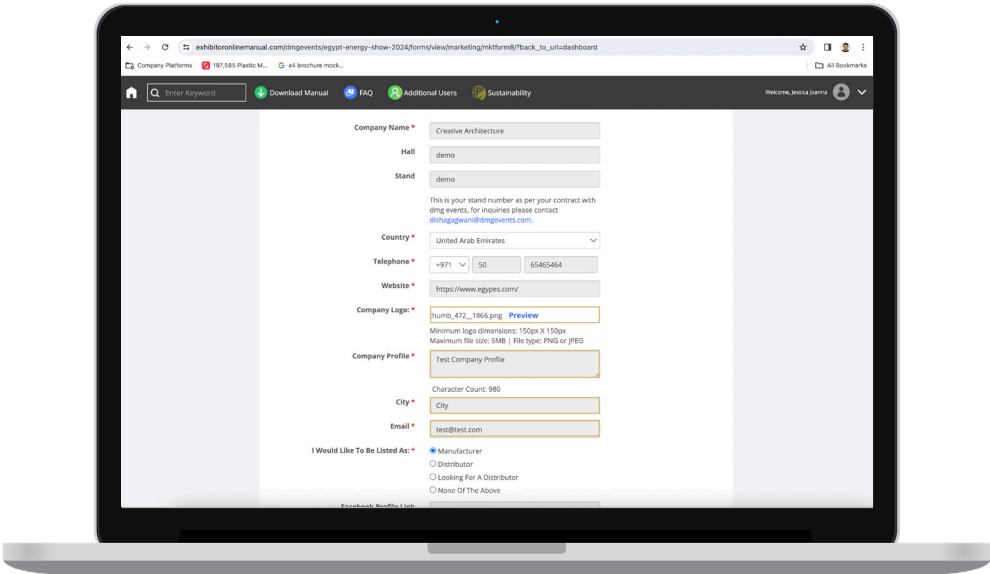 exhibitoronlinemanual.com/dmgevents/egypt-energy-show-2024/forms/view/marketing/mktform8/?back_to_url=dashboard
Company Platforms 197,585 Plastic M... G a4 brochure mock... All Bookmarks
Enter Keyword Download Manual FAQ Additional Users Sustainability Welcome, Jessica Joanna
Company Name * Creative Architecture
Hall demo
Stand demo
This is your stand number as per your contract with
dmg events, for inquiries please contact
dishagagwani@dmgevents.com.
Country * United Arab Emirates
Telephone * +971 50 65465464
Website * https://www.egypes.com/
Company Logo: * thumb_472__1866.png Preview
Minimum logo dimensions: 150px X 150px
Maximum file size: 5MB | File type: PNG or JPEG
Company Profile * Test Company Profile
Character Count: 980
City * City
Email * test@test.com
I Would Like To Be Listed As: * Manufacturer
Distributor
Looking For A Distributor
None Of The Above
Facebook Profile Link